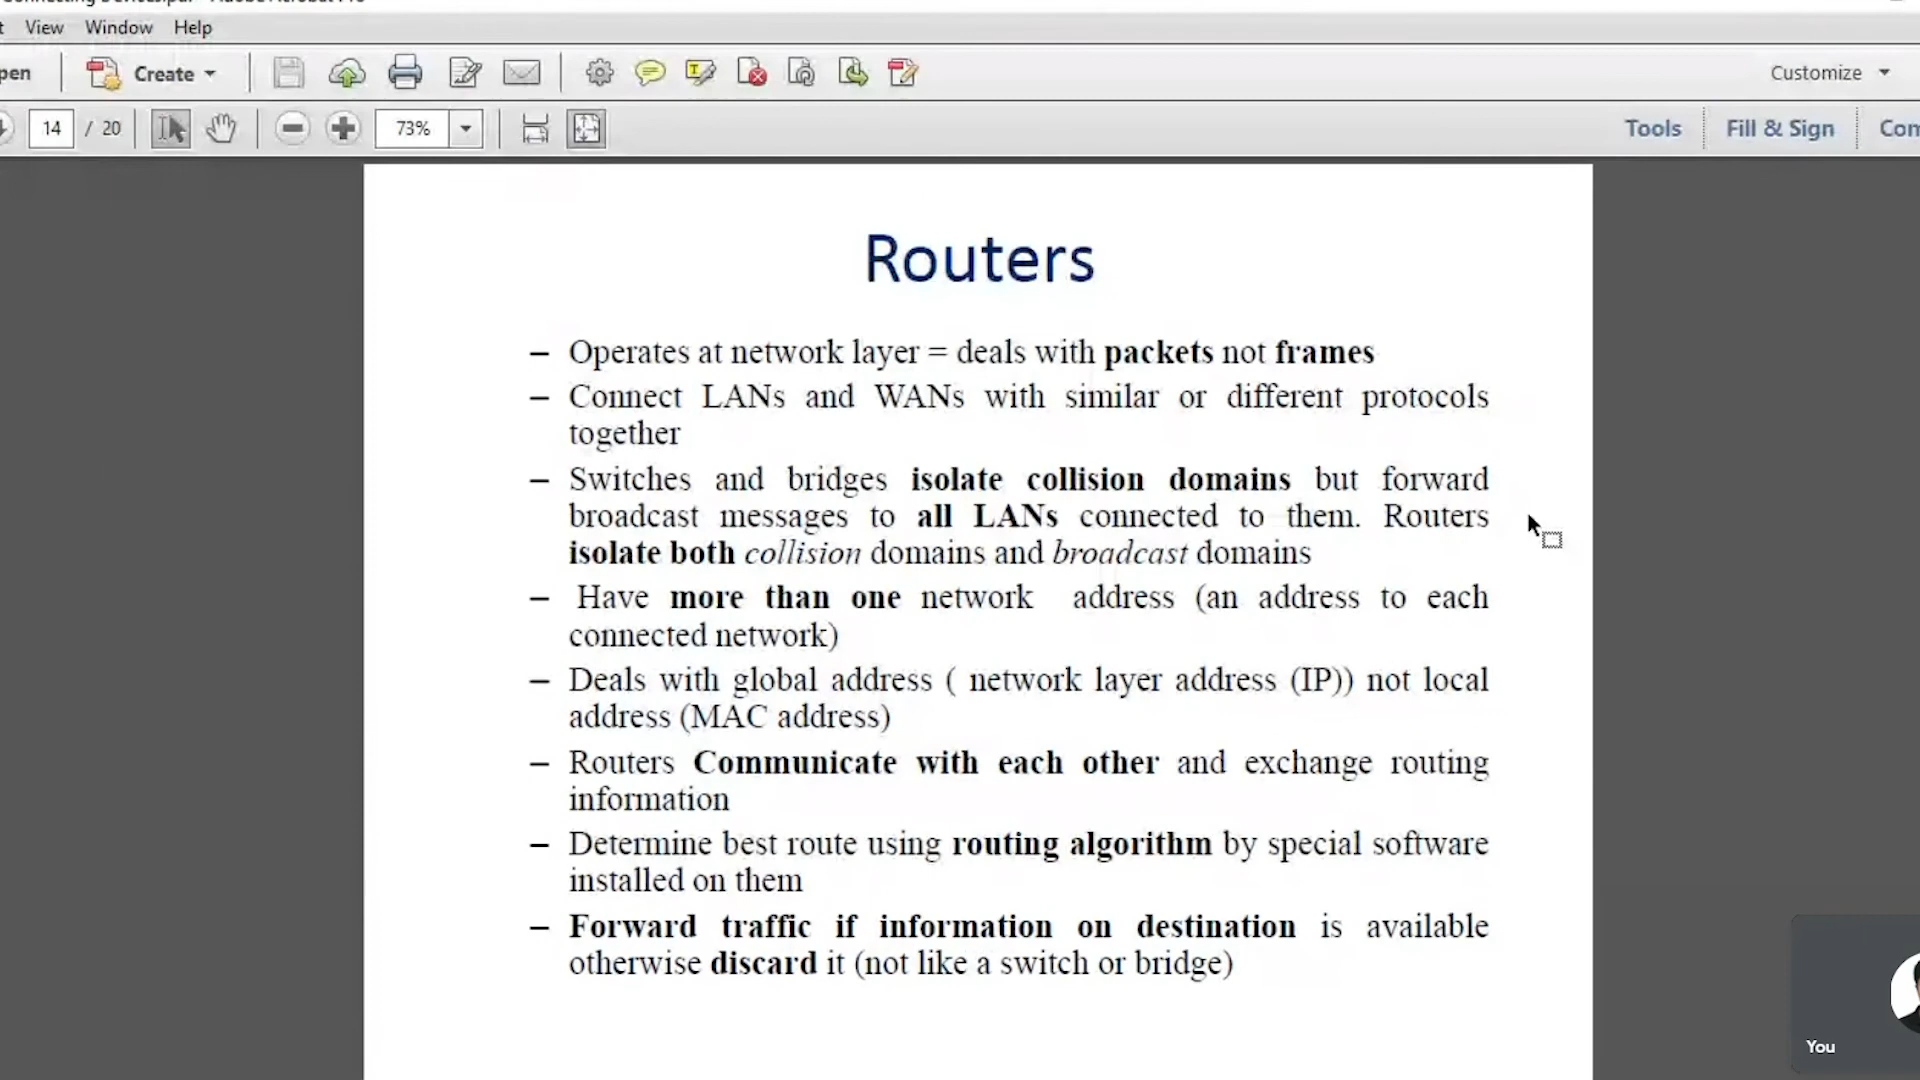 View Window Help
Create
Customize
14 / 20
73%
Tools
Fill & Sign
Routers
– Operates at network layer = deals with packets not frames
– Connect LANs and WANs with similar or different protocols
together
– Switches and bridges isolate collision domains but forward
broadcast messages to all LANs connected to them. Routers
isolate both collision domains and broadcast domains
– Have more than one network address (an address to each
connected network)
– Deals with global address ( network layer address (IP)) not local
address (MAC address)
– Routers Communicate with each other and exchange routing
information
– Determine best route using routing algorithm by special software
installed on them
– Forward traffic if information on destination is available
otherwise discard it (not like a switch or bridge)
You